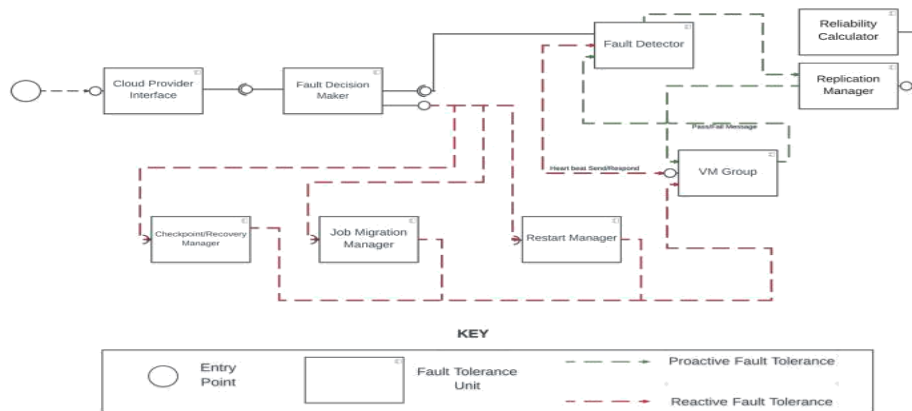 Cloud Provider
Interface
Fault Decision
Maker
Fault Detector
Reliability
Calculator
Replication
Manager
Pass/Fail Message
Heart beat Send/Respond
VM Group
Checkpoint/Recovery
Manager
Job Migration
Manager
Restart Manager
KEY
Entry
Point
Fault Tolerance
Unit
Proactive Fault Tolerance
Reactive Fault Tolerance